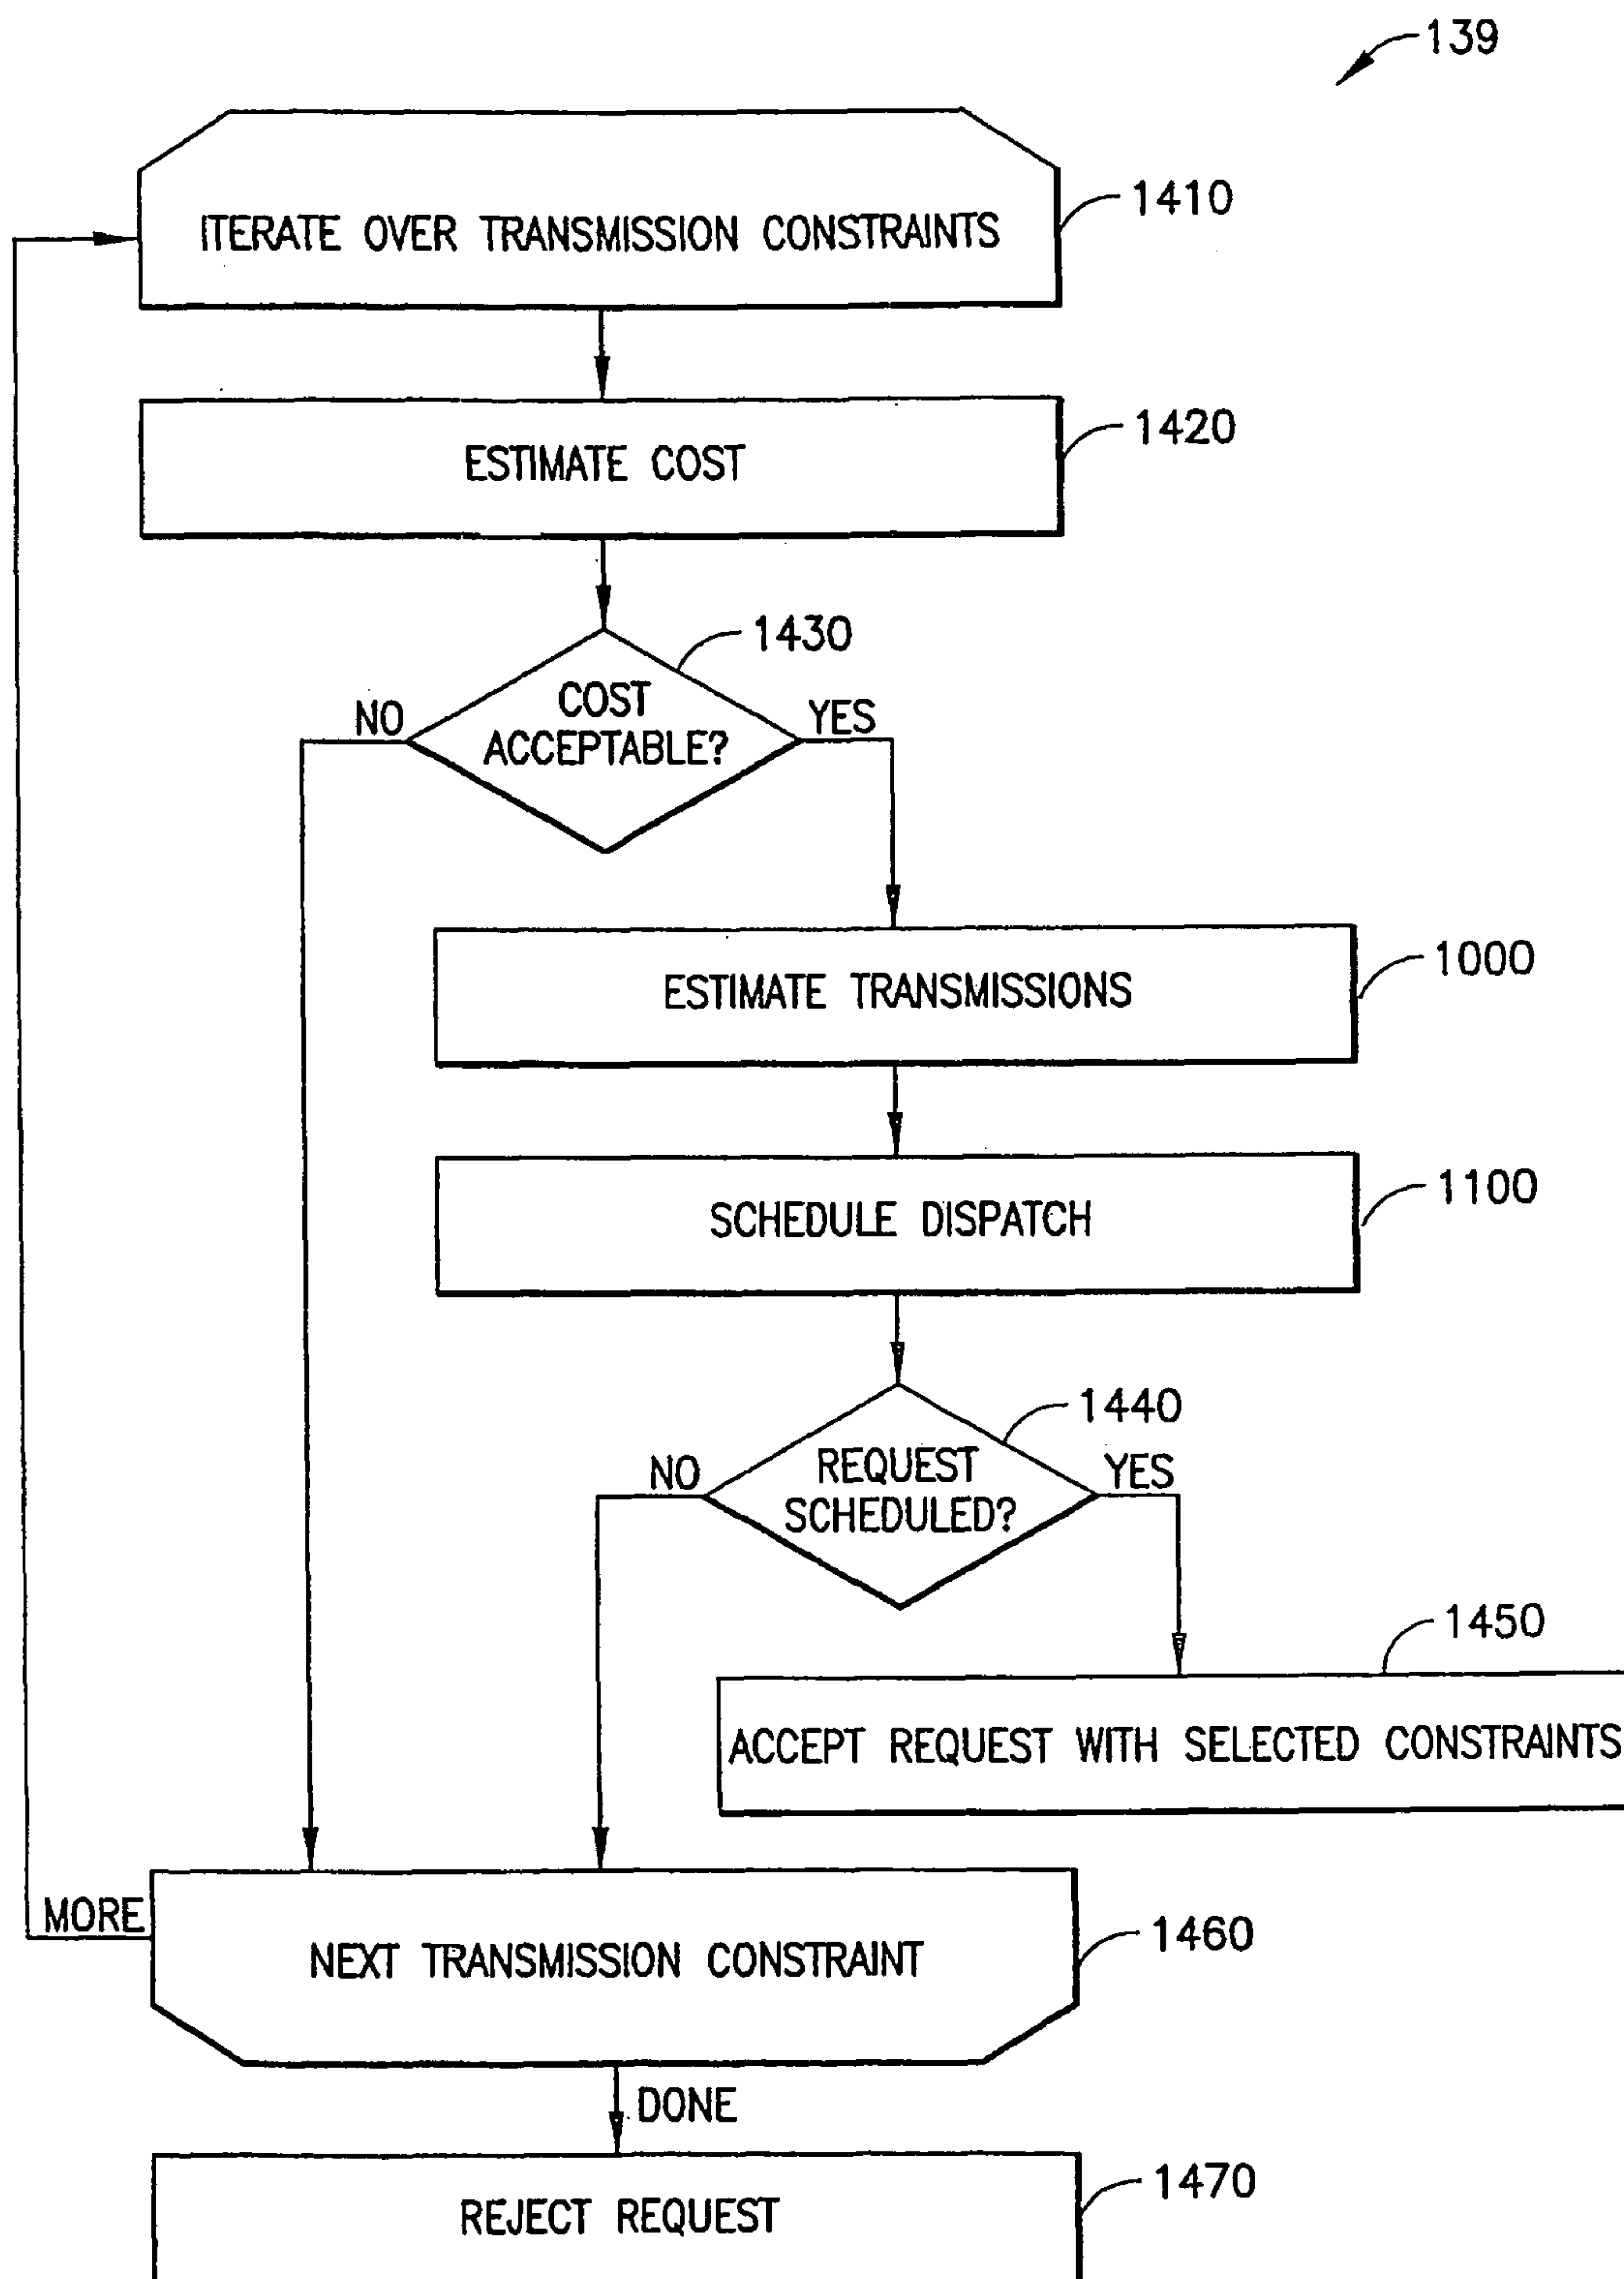 139
ITERATE OVER TRANSMISSION CONSTRAINTS
1410
ESTIMATE COST
1420
1430
COST
ACCEPTABLE?
NO
YES
ESTIMATE TRANSMISSIONS
1000
SCHEDULE DISPATCH
1100
1440
REQUEST
SCHEDULED?
NO
YES
1450
ACCEPT REQUEST WITH SELECTED CONSTRAINTS
MORE
NEXT TRANSMISSION CONSTRAINT
1460
DONE
REJECT REQUEST
1470